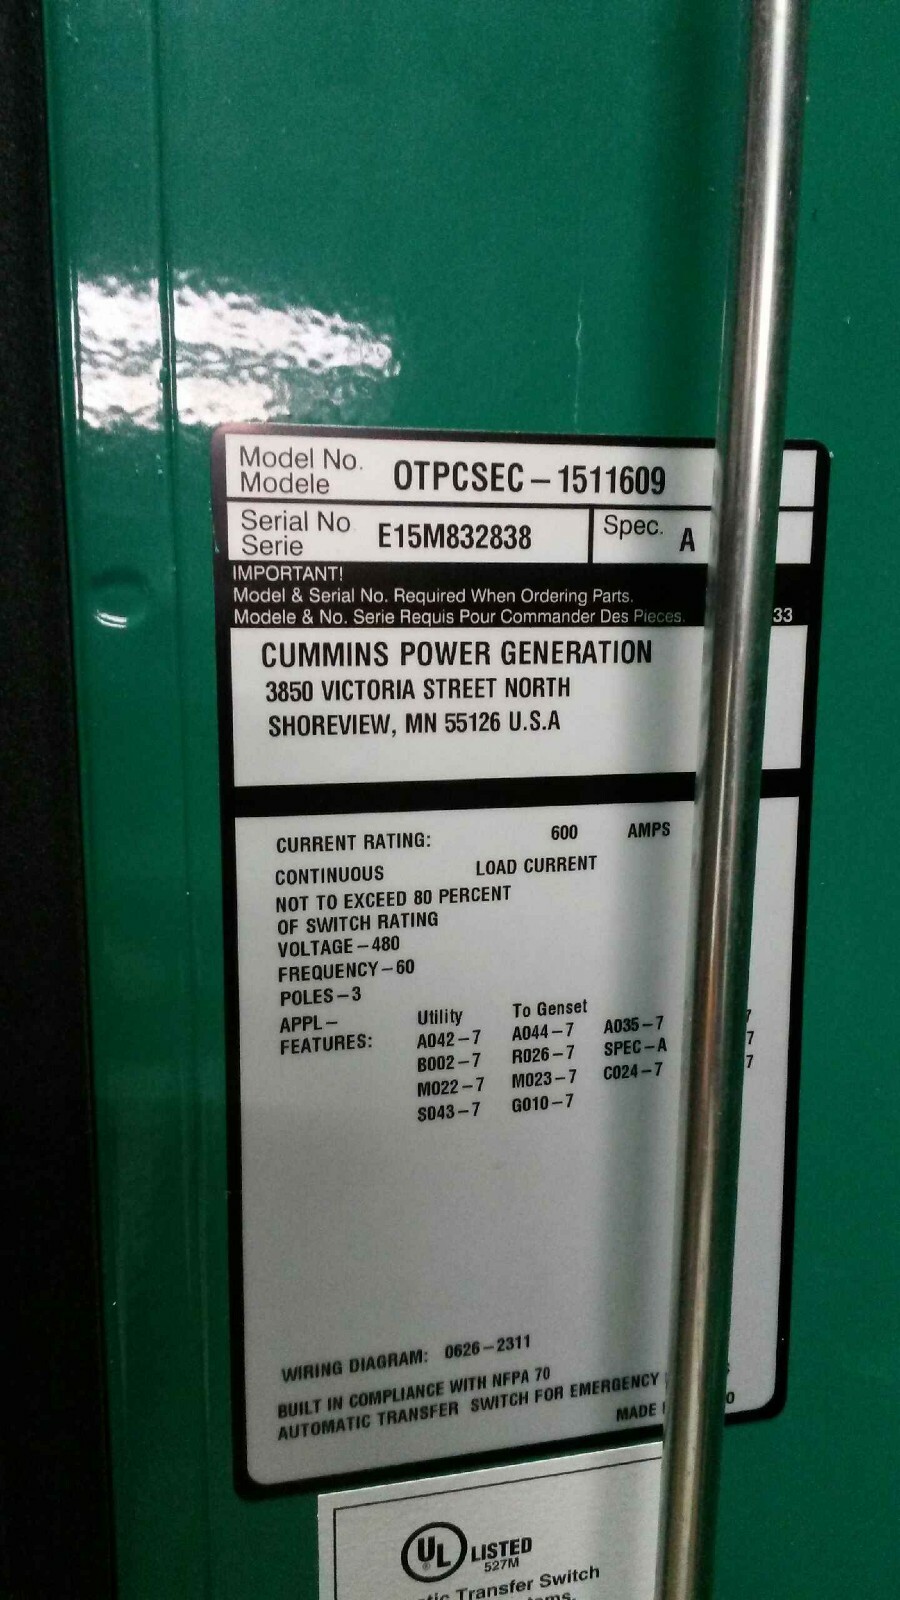 Model No.
Modele
OTPCSEC-1511609
Serial No
Serie
E15M832838
Spec.
A
IMPORTANT!
Model & Serial No. Required When Ordering Parts.
Modele & No. Serie Requis Pour Commander Des Pieces.
33
CUMMINS POWER GENERATION
3850 VICTORIA STREET NORTH
SHOREVIEW, MN 55126 U.S.A
CURRENT RATING: 600 AMPS
CONTINUOUS LOAD CURRENT
NOT TO EXCEED 80 PERCENT
OF SWITCH RATING
VOLTAGE-480
FREQUENCY-60
POLES-3
APPL- Utility To Genset
FEATURES: A042-7 A044-7 A035-7 7
B002-7 R026-7 SPEC-A 7
M022-7 M023-7 C024-7 7
S043-7 G010-7
WIRING DIAGRAM: 0626-2311
BUILT IN COMPLIANCE WITH NFPA 70
AUTOMATIC TRANSFER SWITCH FOR EMERGENCY
MADE
UL LISTED
527M
Transfer Switch